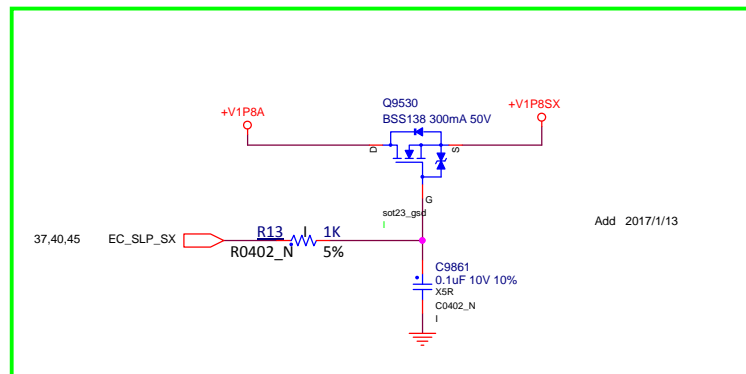 +V1P8A
Q9530
BSS138 300mA 50V
+V1P8SX
D
S
G
sot23_gsd
I
Add 2017/1/13
37,40,45
EC_SLP_SX
R13
I
1K
R0402_N
5%
C9861
0.1uF 10V 10%
X5R
C0402_N
I